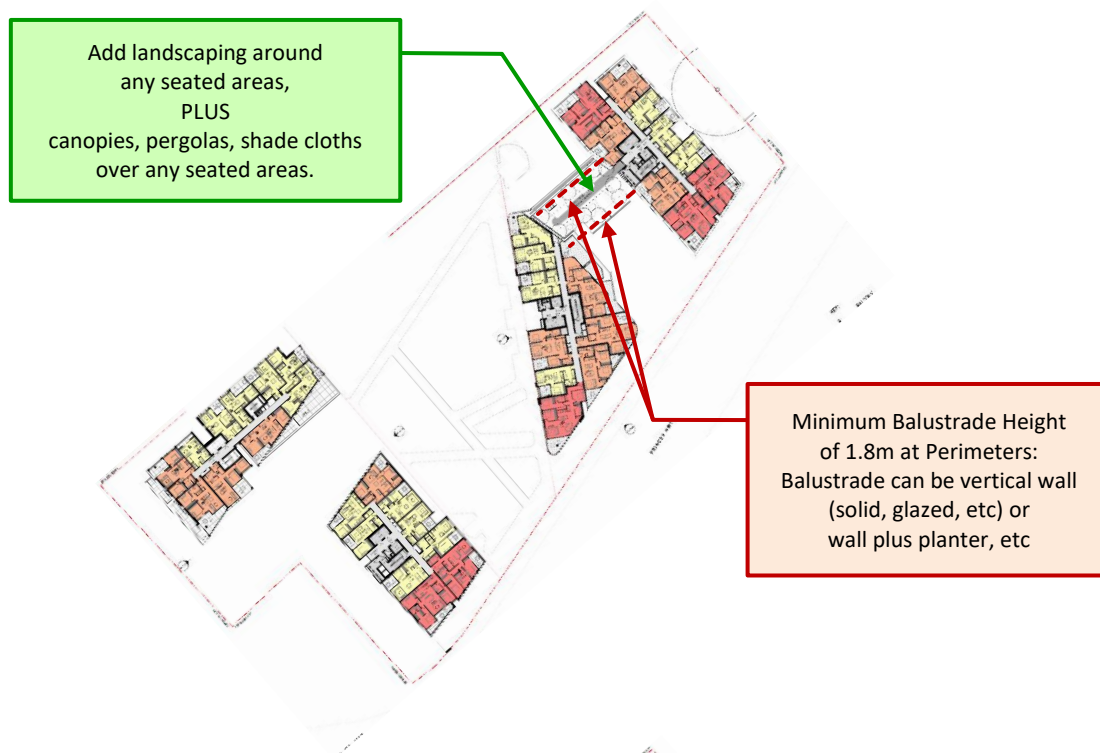 Add landscaping around
any seated areas,
PLUS
canopies, pergolas, shade cloths
over any seated areas.
Minimum Balustrade Height
of 1.8m at Perimeters:
Balustrade can be vertical wall
(solid, glazed, etc) or
wall plus planter, etc